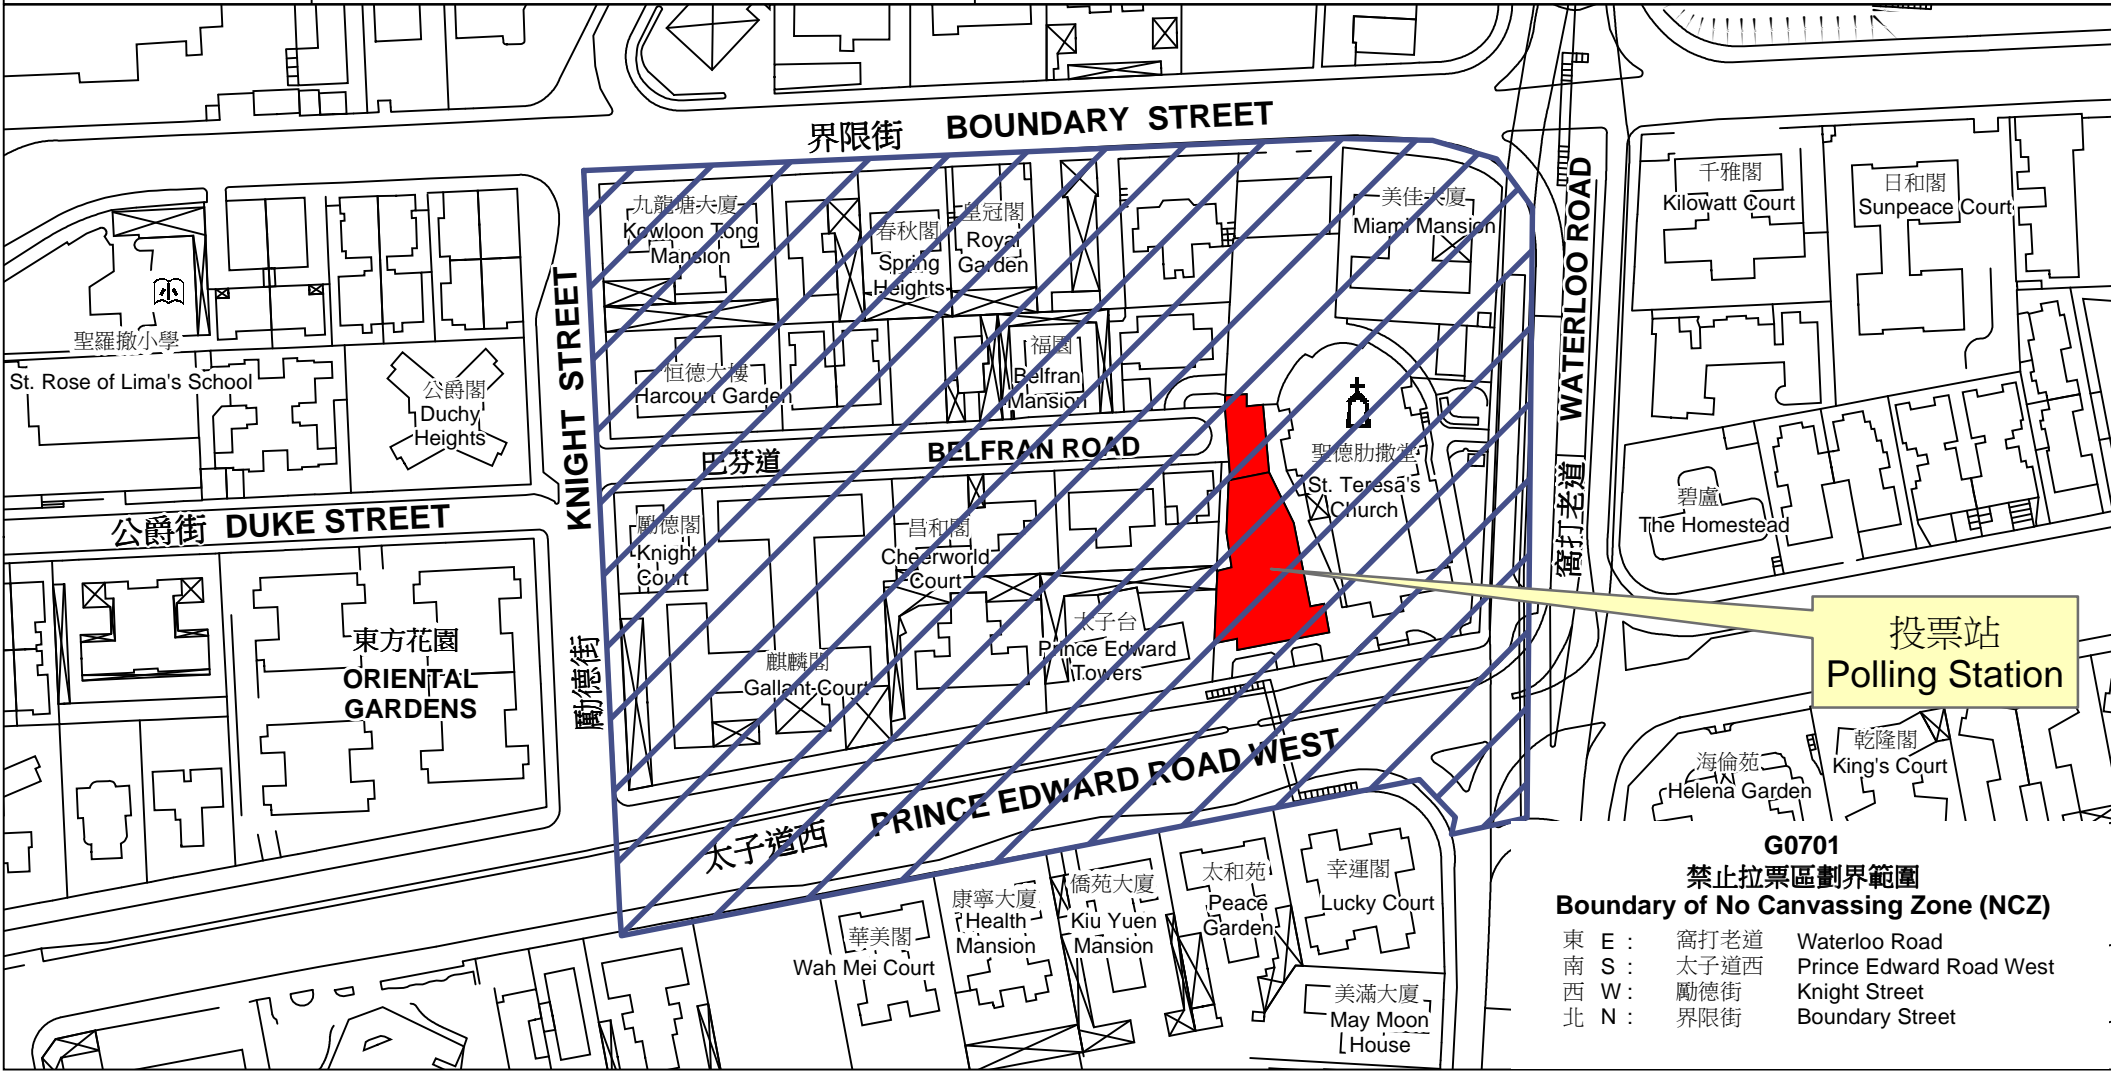 界限街 BOUNDARY STREET
九龍塘大廈
Kowloon Tong
Mansion
春秋閣
Spring
Heights
皇冠閣
Royal
Garden
美佳大廈
Miami Mansion
千雅閣
Kilowatt Court
日和閣
Sunpeace Court
KNIGHT STREET
勵德街
WATERLOO ROAD
窩打老道
聖羅撒小學
St. Rose of Lima's School
公爵閣
Duchy
Heights
恒德大樓
Harcourt Garden
福園
Belfran
Mansion
巴芬道 BELFRAN ROAD
聖德肋撒堂
St. Teresa's
Church
碧盧
The Homestead
公爵街 DUKE STREET
勵德閣
Knight
Court
昌和閣
Cheerworld
Court
太子台
Prince Edward
Towers
東方花園
ORIENTAL
GARDENS
麒麟閣
Gallant Court
投票站
Polling Station
太子道西 PRINCE EDWARD ROAD WEST
海倫苑
Helena Garden
乾隆閣
King's Court
華美閣
Wah Mei Court
康寧大廈
Health
Mansion
僑苑大廈
Kiu Yuen
Mansion
太和苑
Peace
Garden
幸運閣
Lucky Court
美滿大廈
May Moon
House
G0701
禁止拉票區劃界範圍
Boundary of No Canvassing Zone (NCZ)
東 E : 窩打老道 Waterloo Road
南 S : 太子道西 Prince Edward Road West
西 W : 勵德街 Knight Street
北 N : 界限街 Boundary Street